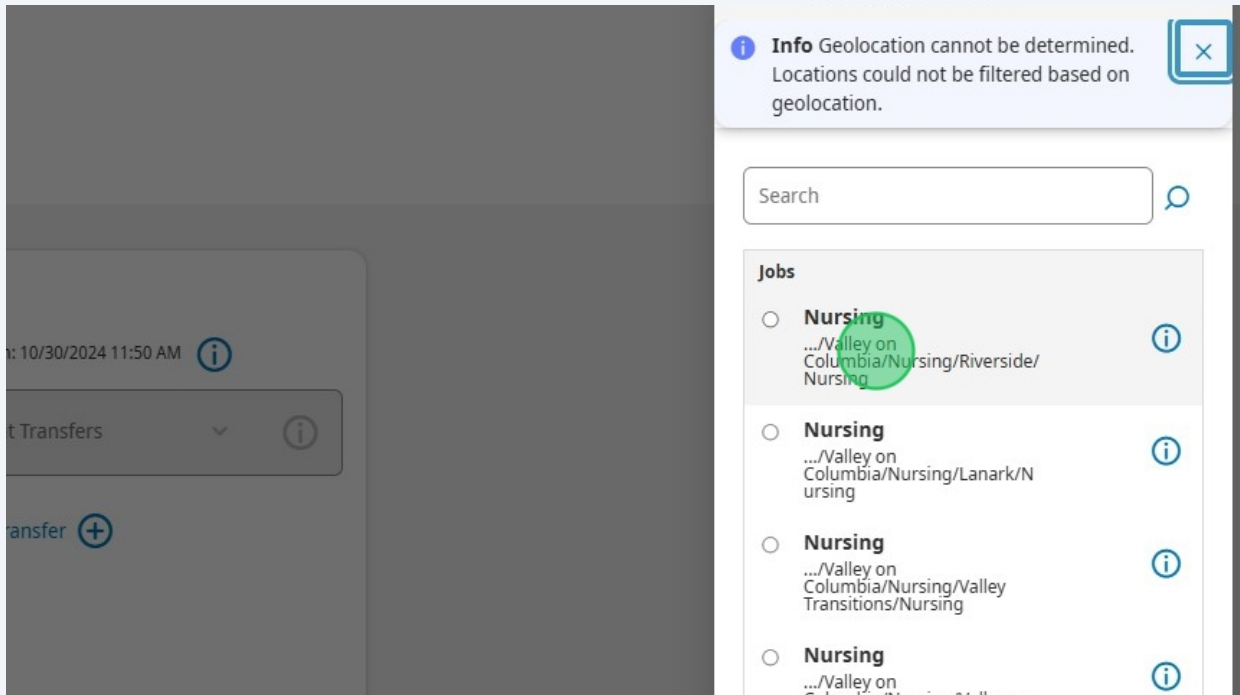 Info Geolocation cannot be determined.
Locations could not be filtered based on
geolocation.
Search
Jobs
Nursing
.../Valley on
Columbia/Nursing/Riverside/
Nursing
Nursing
.../Valley on
Columbia/Nursing/Lanark/N
ursing
Nursing
.../Valley on
Columbia/Nursing/Valley
Transitions/Nursing
Nursing
.../Valley on
: 10/30/2024 11:50 AM
t Transfers
ransfer